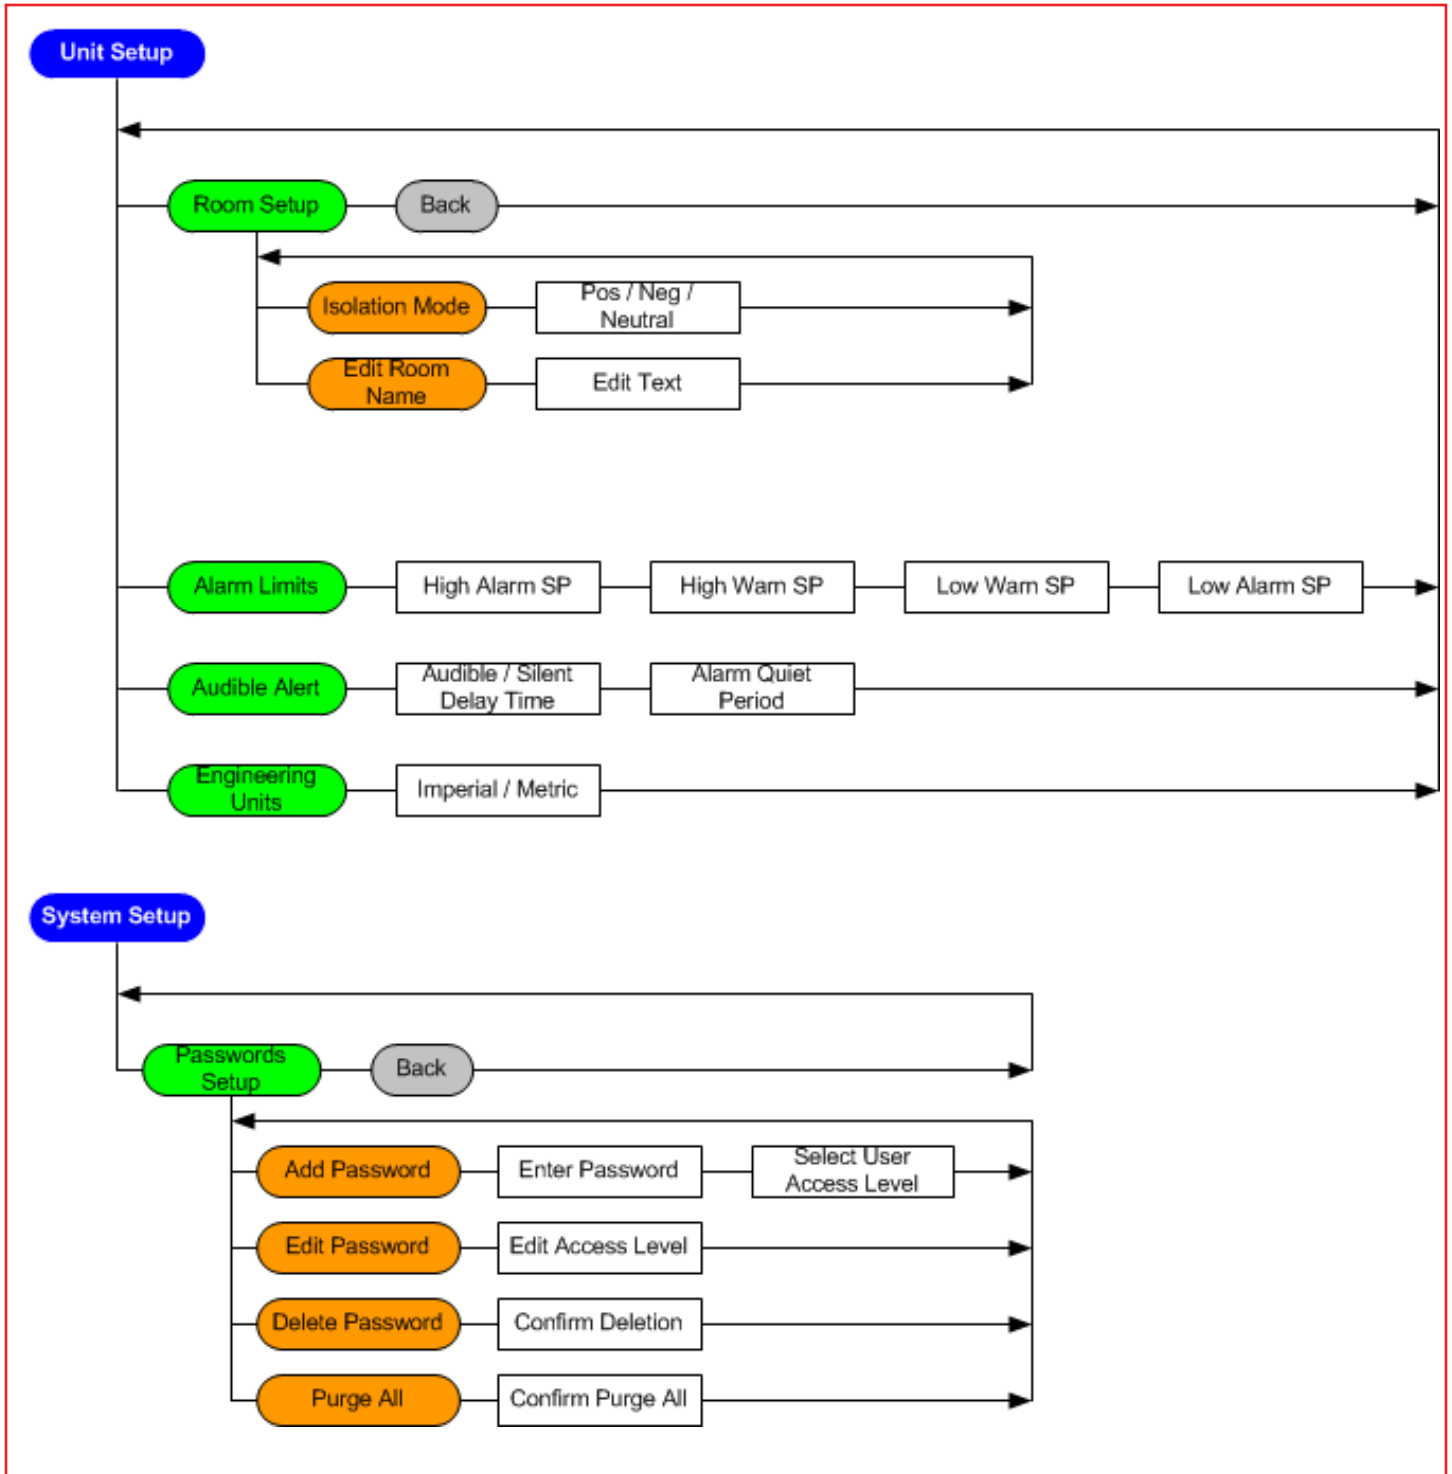 Unit Setup
Room Setup
Back
Isolation Mode
Pos / Neg /
Neutral
Edit Room
Name
Edit Text
Alarm Limits
High Alarm SP
High Warn SP
Low Warn SP
Low Alarm SP
Audible Alert
Audible / Silent
Delay Time
Alarm Quiet
Period
Engineering
Units
Imperial / Metric
System Setup
Passwords
Setup
Back
Add Password
Enter Password
Select User
Access Level
Edit Password
Edit Access Level
Delete Password
Confirm Deletion
Purge All
Confirm Purge All